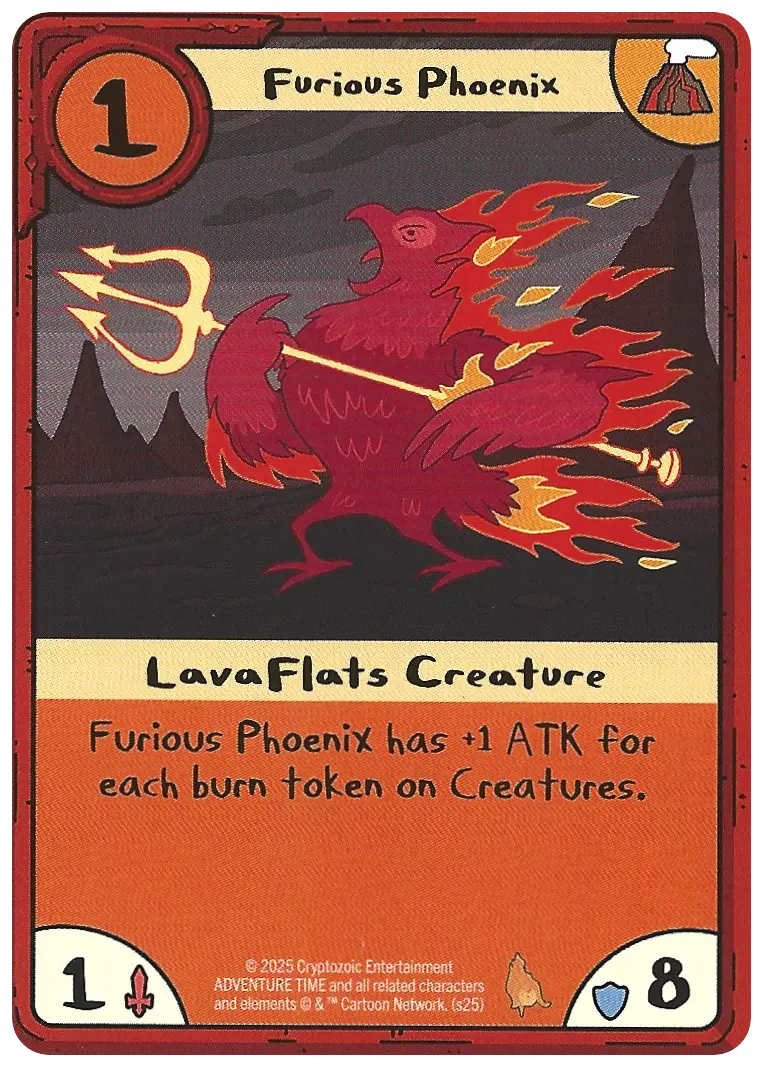 1
Furious Phoenix
LavaFlats Creature
Furious Phoenix has +1 ATK for
each burn token on Creatures.
1
© 2025 Cryptozoic Entertainment
ADVENTURE TIME and all related characters
and elements © & ™ Cartoon Network. (s25)
8